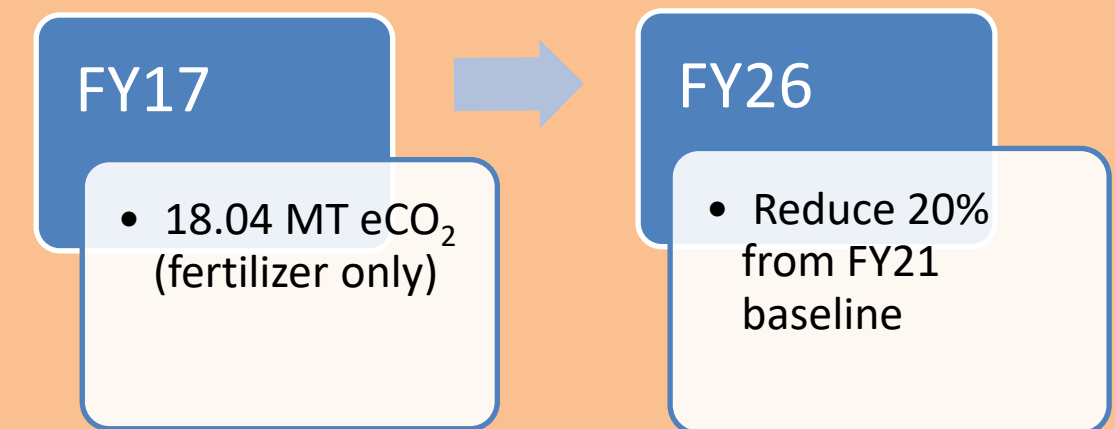 FY17
• 18.04 MT eCO₂
(fertilizer only)
FY26
• Reduce 20%
from FY21
baseline